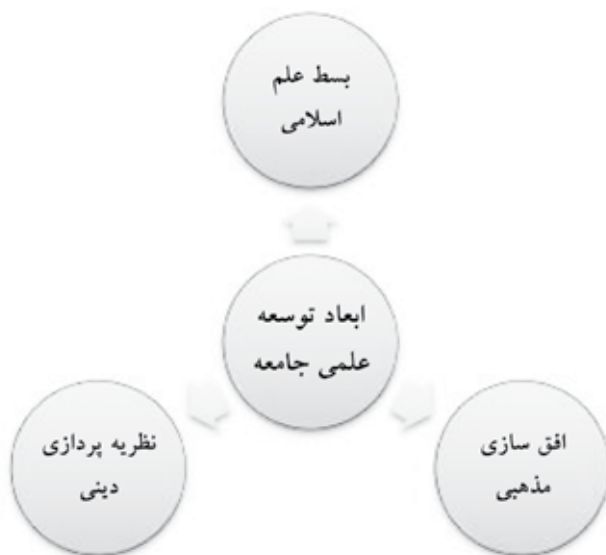 بسط علم
اسلامی
ابعاد توسعه
علمی جامعه
افق سازی
مذهبی
نظریه پردازی
دینی